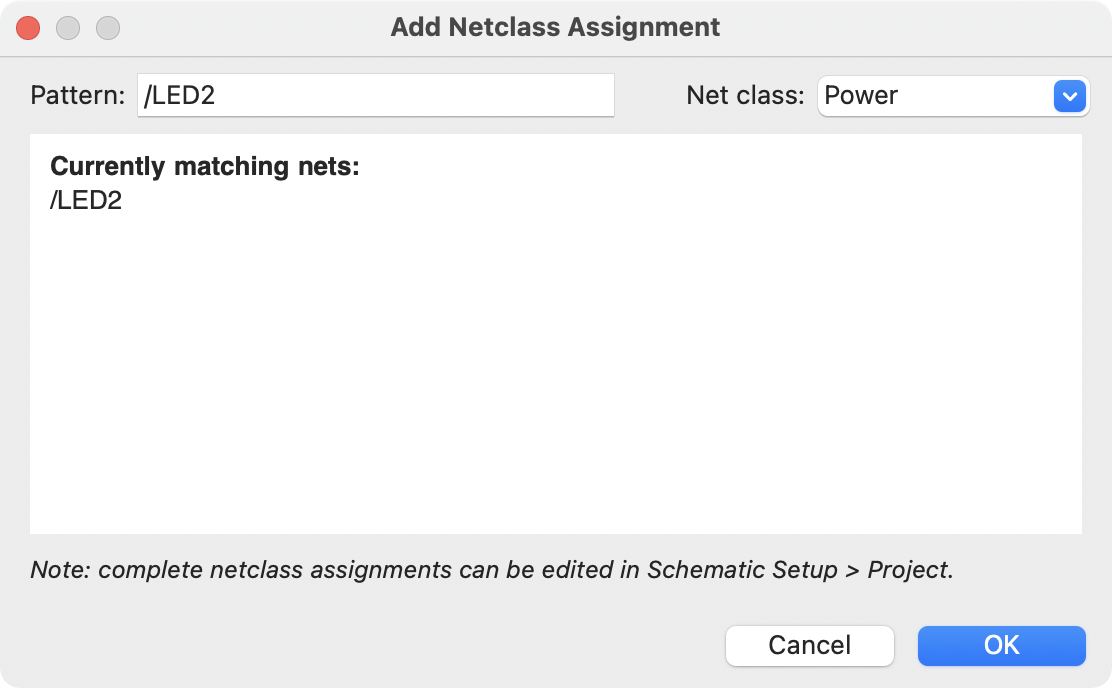 Add Netclass Assignment
Pattern: /LED2 Net class: Power
Currently matching nets:
/LED2
Note: complete netclass assignments can be edited in Schematic Setup > Project.
Cancel OK